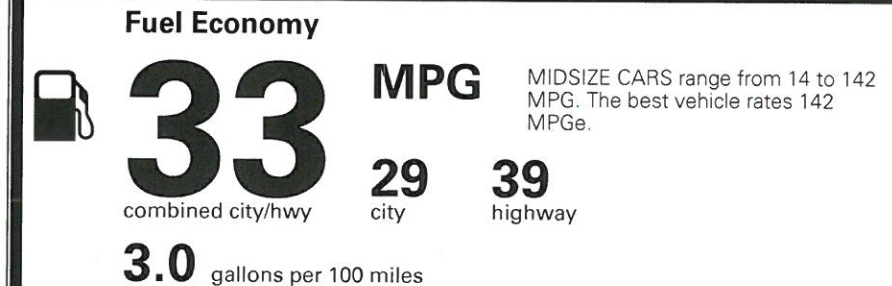 Fuel Economy
33
MPG
MIDSIZE CARS range from 14 to 142
MPG. The best vehicle rates 142
MPGe.
29
39
combined city/hwy
city
highway
3.0 gallons per 100 miles